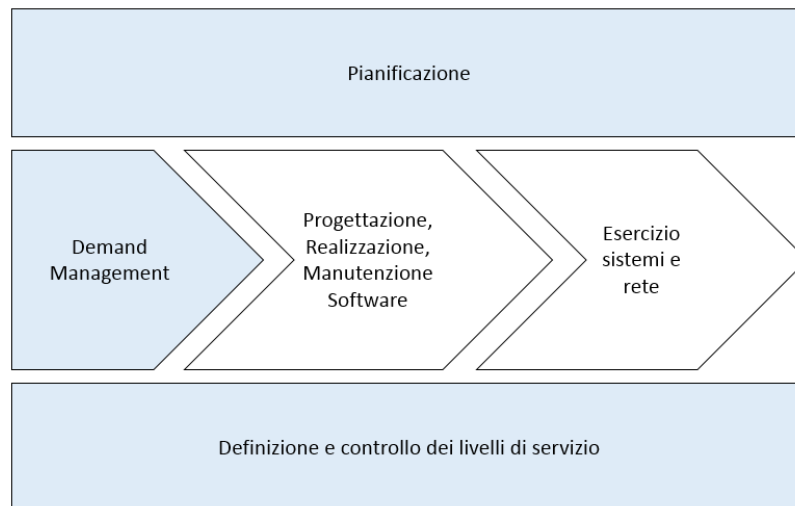 Pianificazione
Demand
Management
Progettazione,
Realizzazione,
Manutenzione
Software
Esercizio
sistemi e
rete
Definizione e controllo dei livelli di servizio